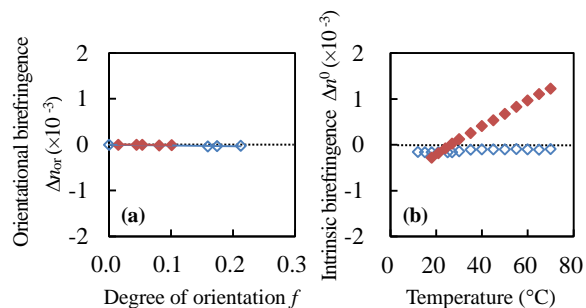 Orientational birefringence
Δnor (×10⁻³)
2
1
0
-1
-2
(a)
0.0 0.1 0.2 0.3
Degree of orientation f
Intrinsic birefringence Δn⁰ (×10⁻³)
2
1
0
-1
-2
(b)
0 20 40 60 80
Temperature (°C)